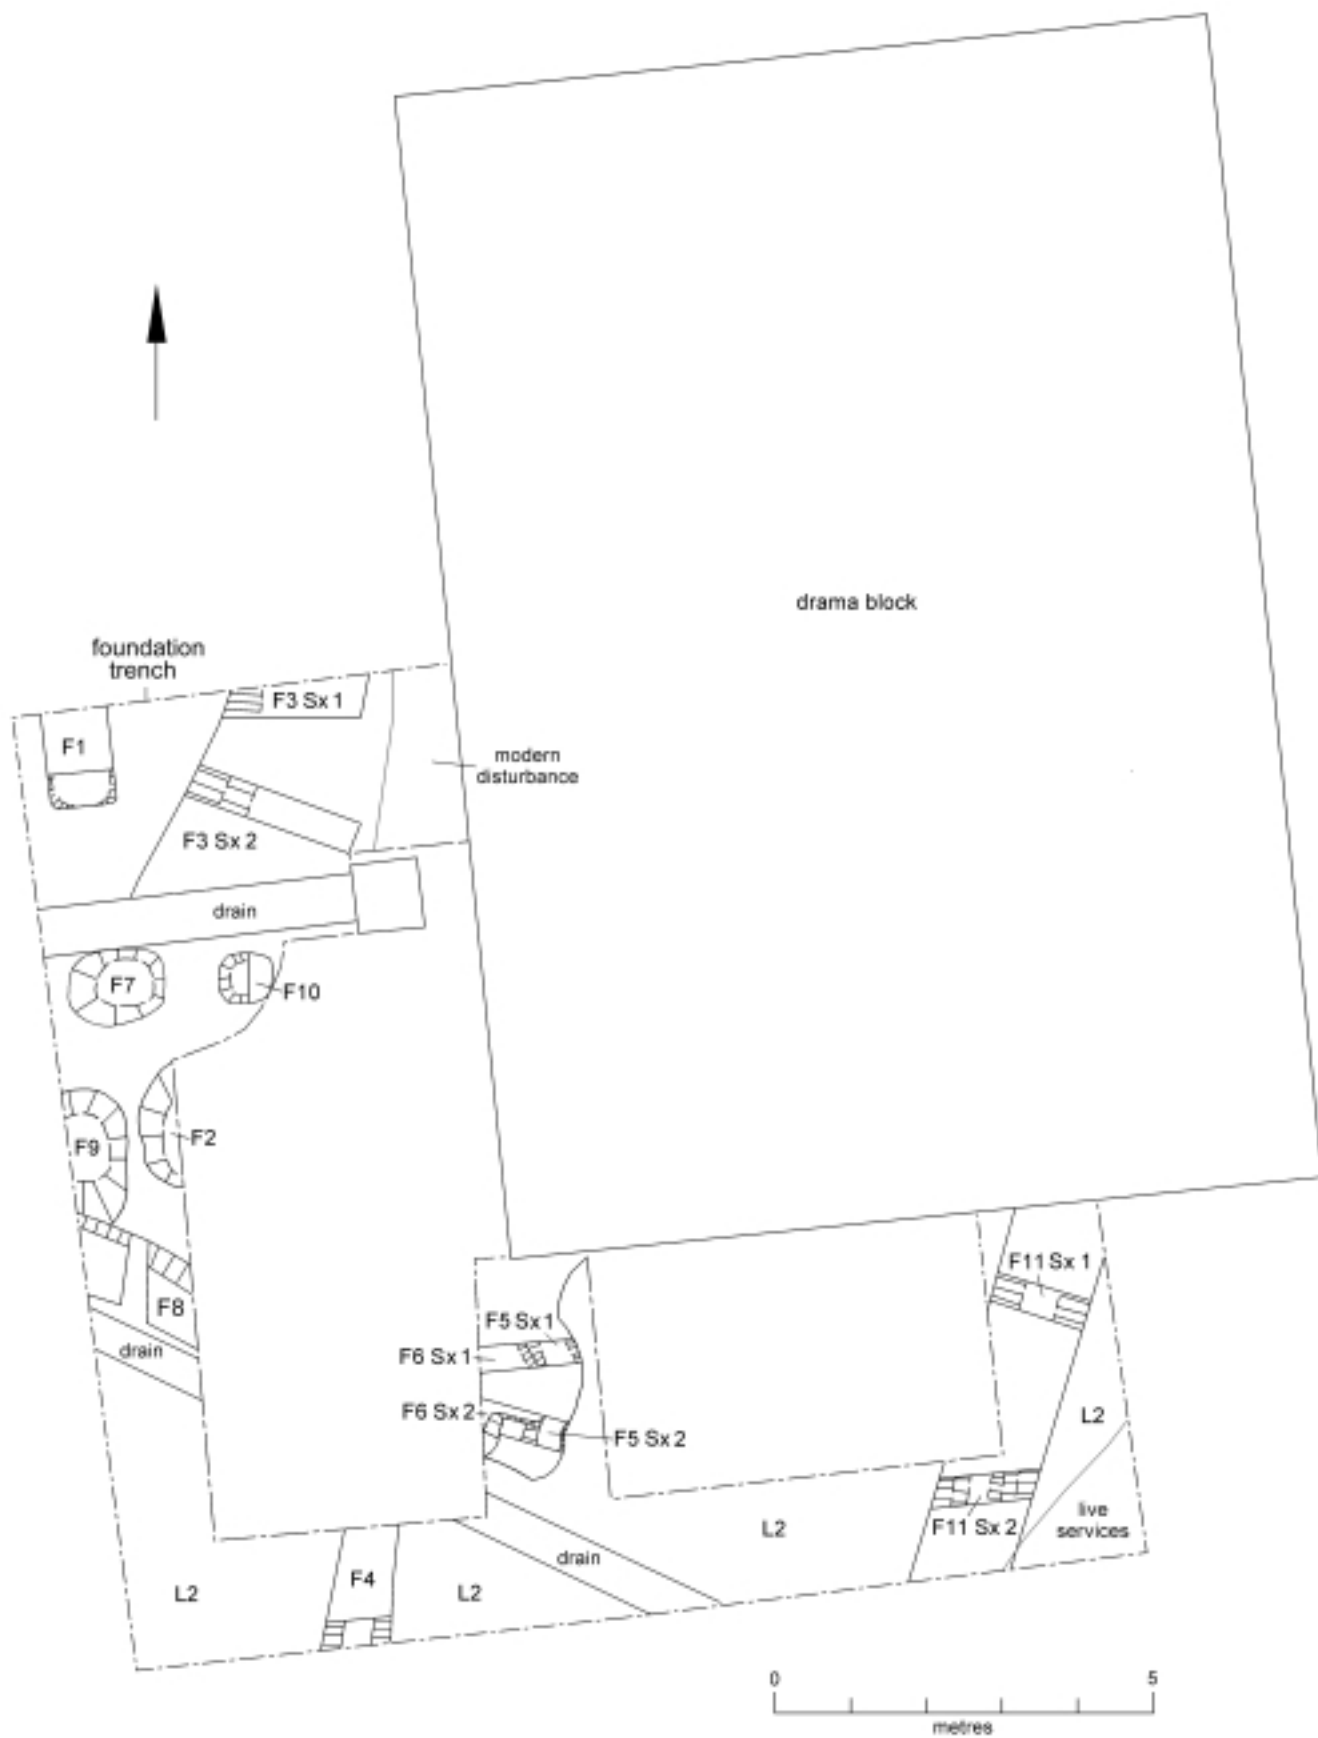 drama block
foundation
trench
F3 Sx 1
F1
modern
disturbance
F3 Sx 2
drain
F7
F10
F9
F2
F8
drain
F11 Sx 1
F5 Sx 1
F6 Sx 1
F6 Sx 2
F5 Sx 2
L2
live
services
F11 Sx 2
L2
drain
F4
L2
L2
0
5
metres